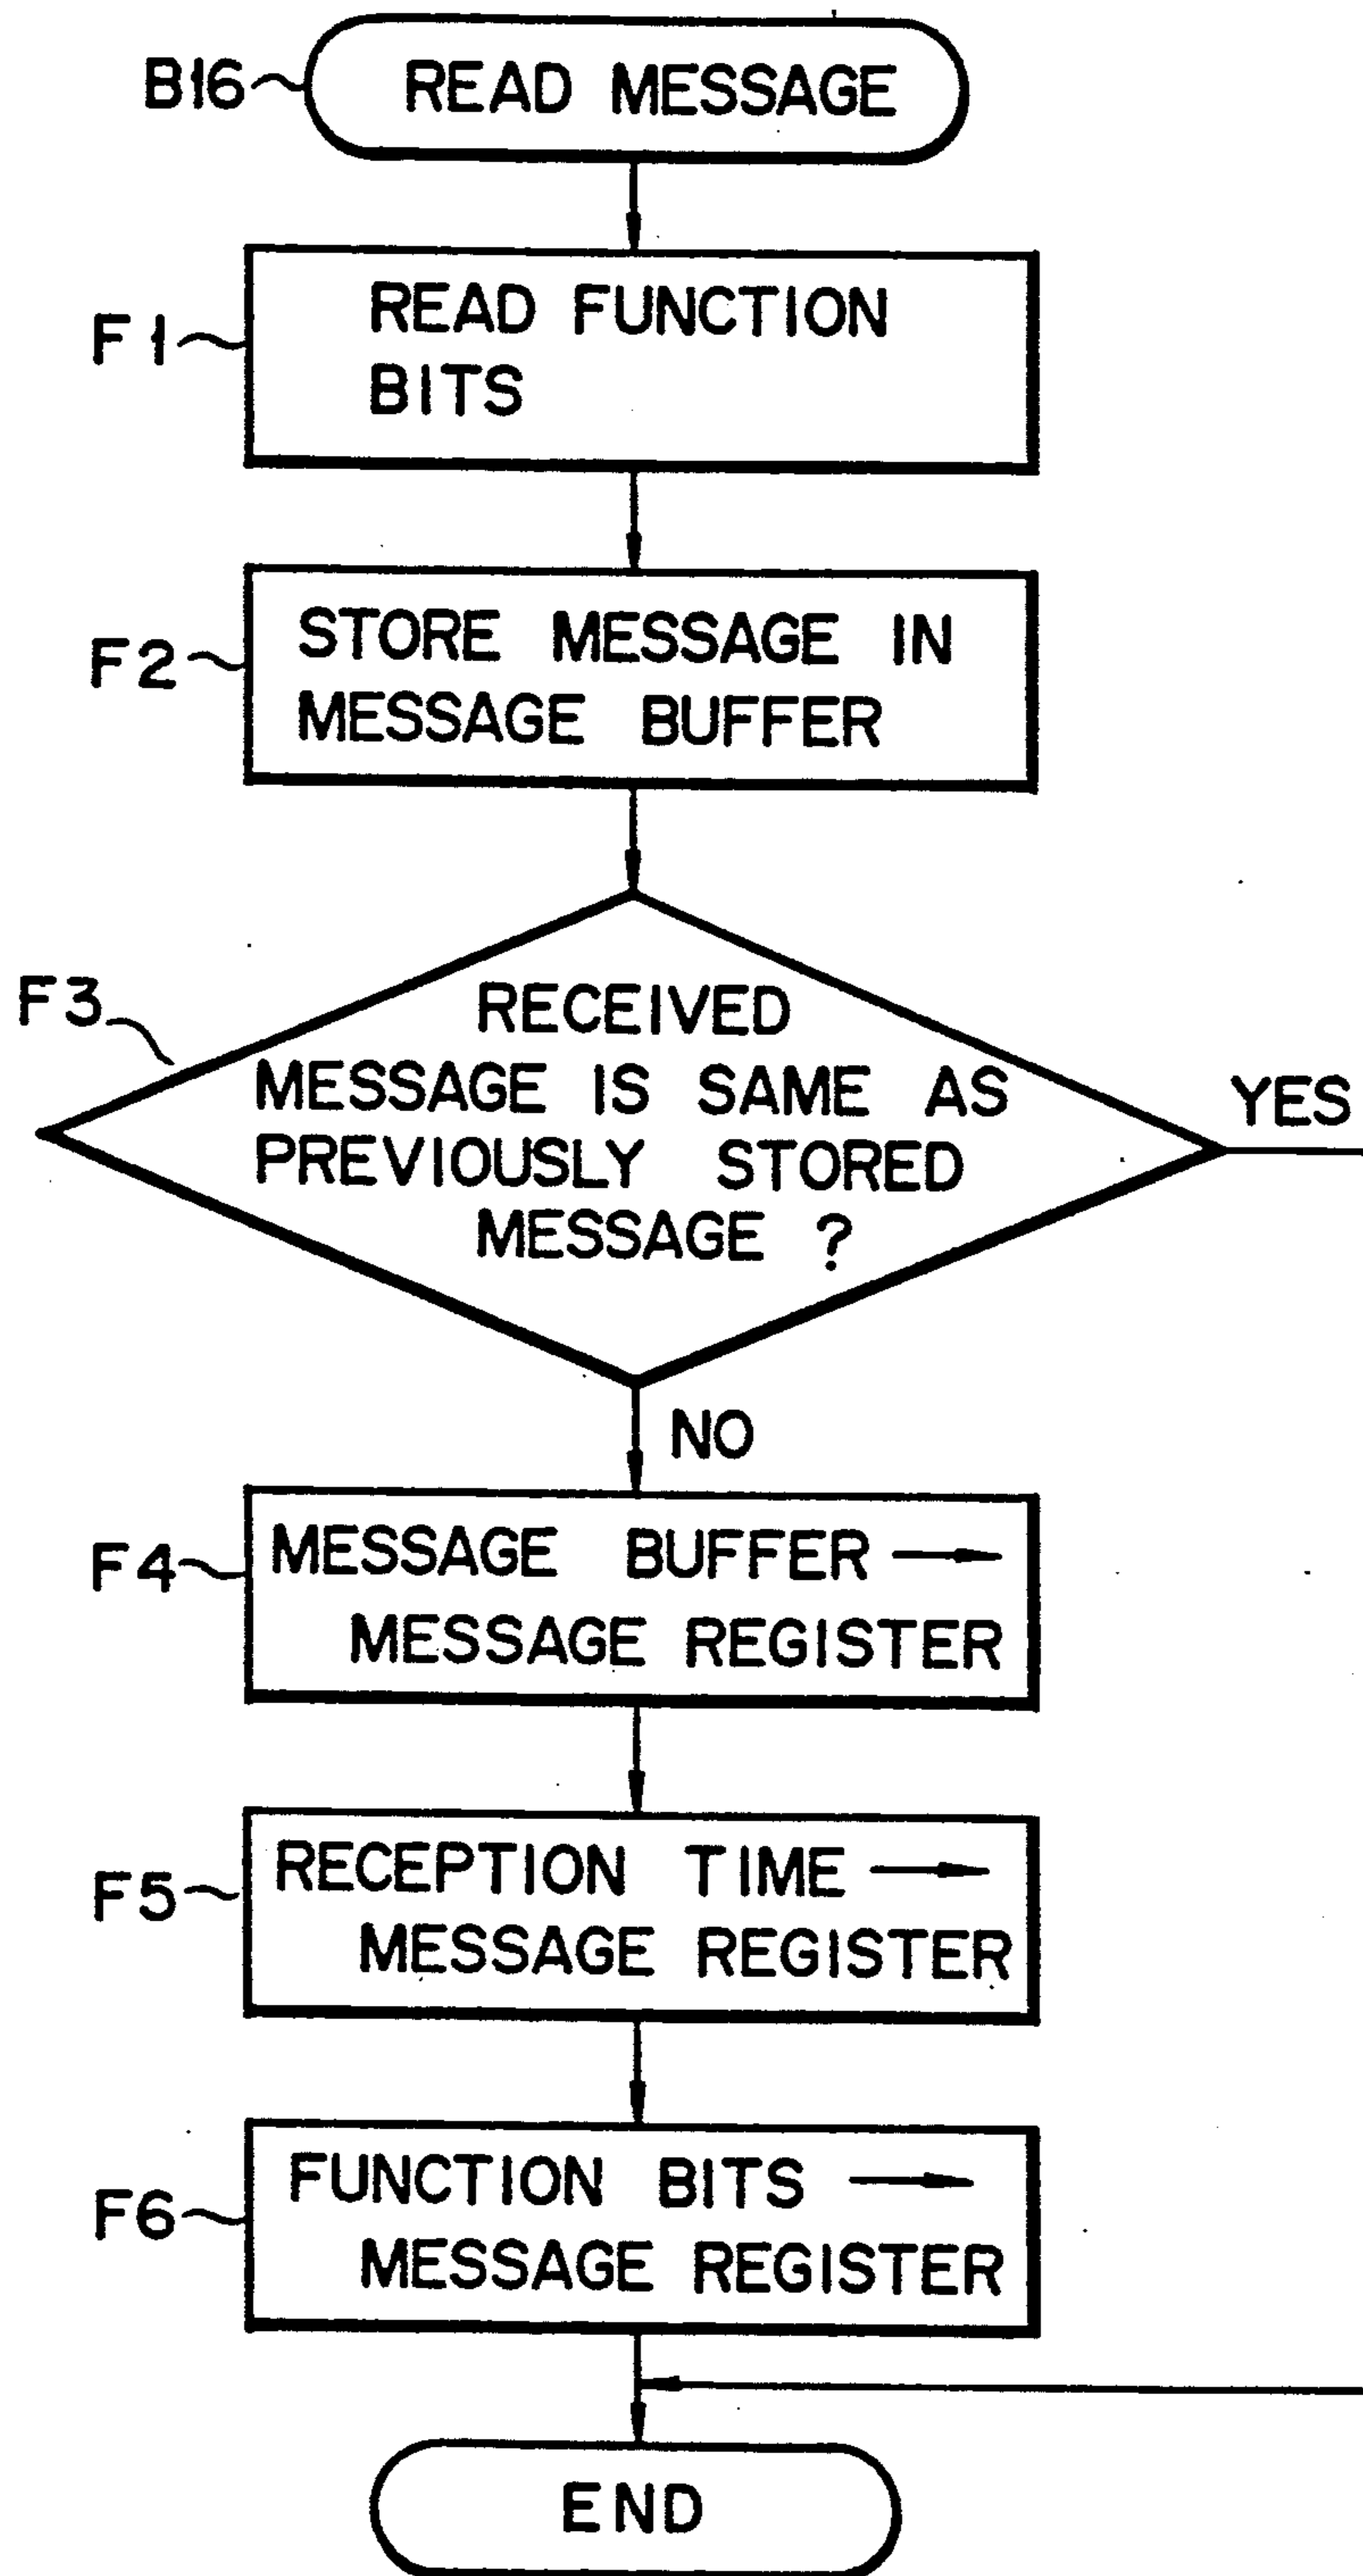 B16 READ MESSAGE
F1 READ FUNCTION
BITS
F2 STORE MESSAGE IN
MESSAGE BUFFER
F3 RECEIVED
MESSAGE IS SAME AS
PREVIOUSLY STORED
MESSAGE ?
YES
NO
F4 MESSAGE BUFFER →
MESSAGE REGISTER
F5 RECEPTION TIME →
MESSAGE REGISTER
F6 FUNCTION BITS →
MESSAGE REGISTER
END